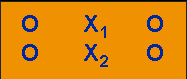 O X₁ O
O X₂ O